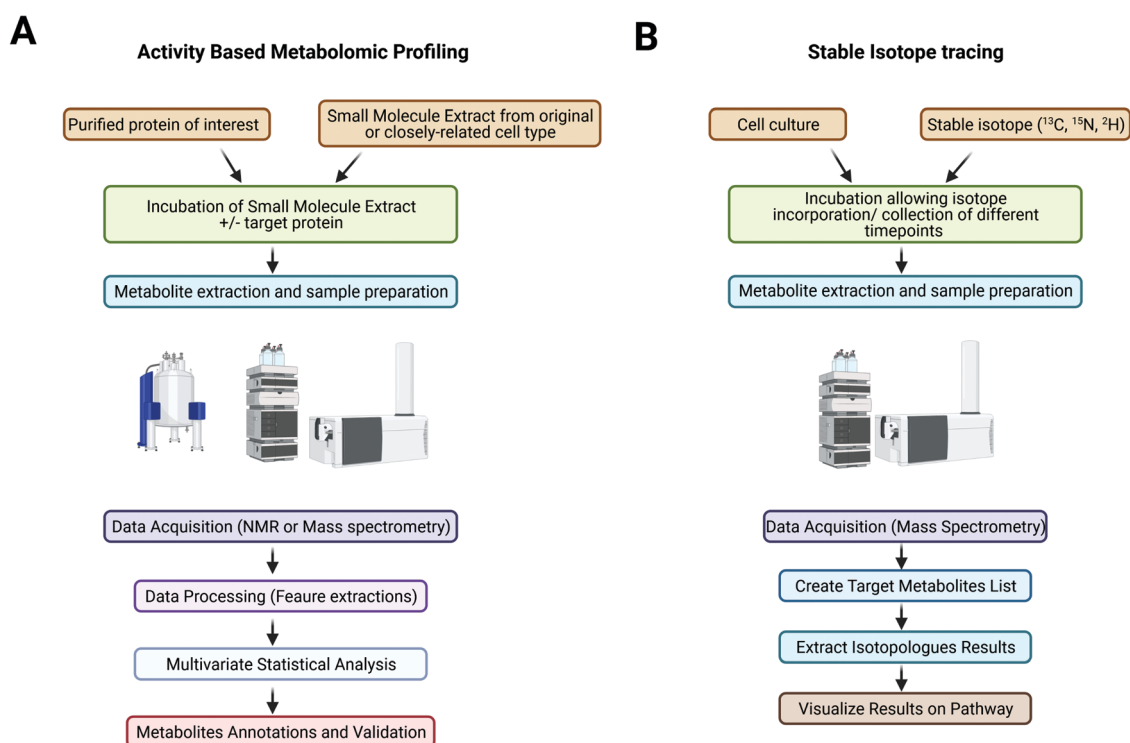 A
Activity Based Metabolomic Profiling
Purified protein of interest
Small Molecule Extract from original
or closely-related cell type
Incubation of Small Molecule Extract
+/- target protein
Metabolite extraction and sample preparation
Data Acquisition (NMR or Mass spectrometry)
Data Processing (Feaure extractions)
Multivariate Statistical Analysis
Metabolites Annotations and Validation
B
Stable Isotope tracing
Cell culture
Stable isotope (¹³C, ¹⁵N, ²H)
Incubation allowing isotope
incorporation/ collection of different
timepoints
Metabolite extraction and sample preparation
Data Acquisition (Mass Spectrometry)
Create Target Metabolites List
Extract Isotopologues Results
Visualize Results on Pathway